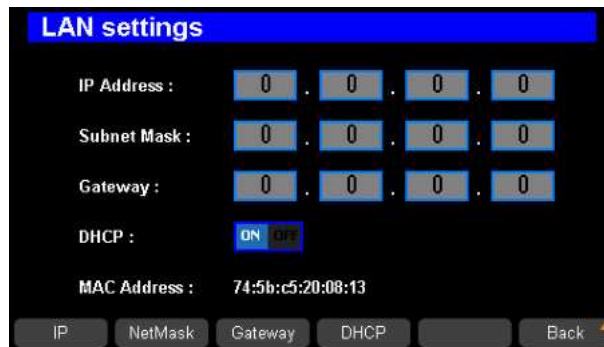 LAN settings
IP Address : 0 . 0 . 0 . 0
Subnet Mask : 0 . 0 . 0 . 0
Gateway : 0 . 0 . 0 . 0
DHCP : ON OFF
MAC Address : 74:5b:c5:20:08:13
IP NetMask Gateway DHCP Back